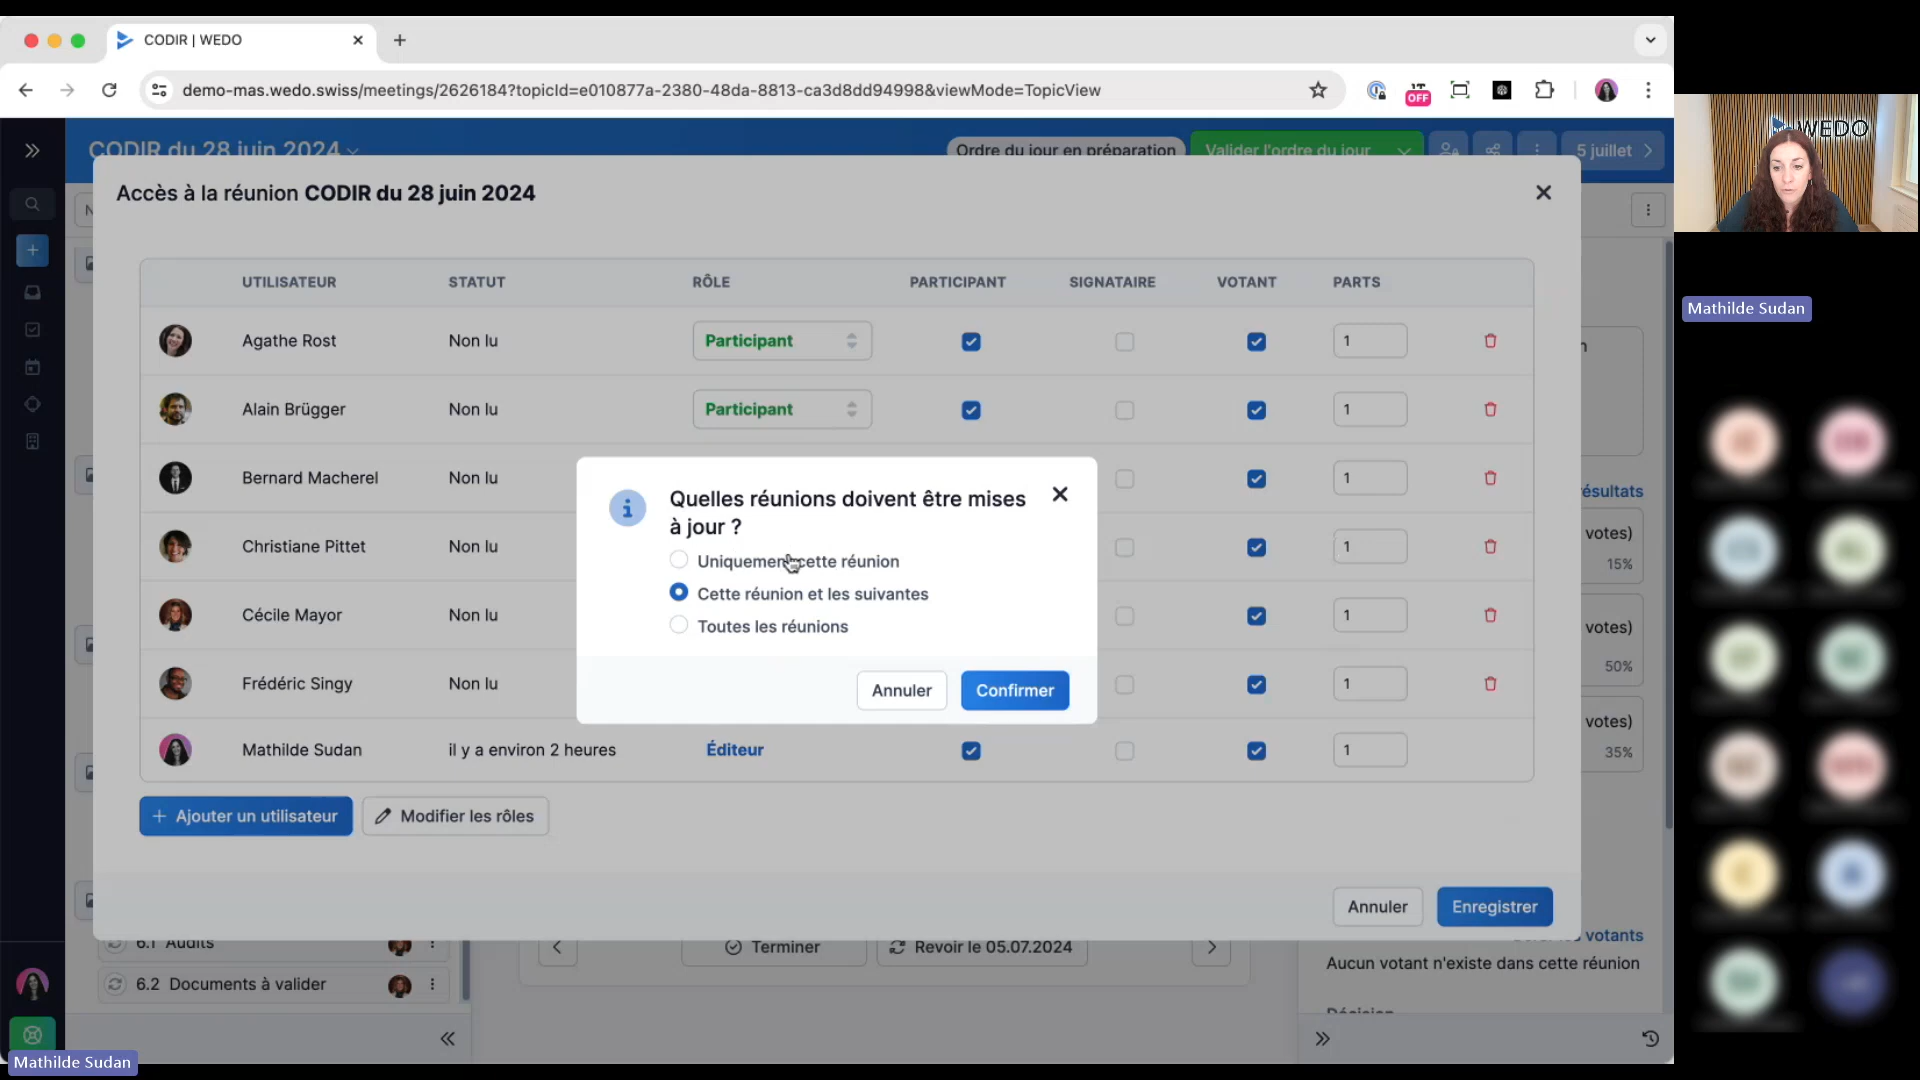 CODIR | WEDO
demo-mas.wedo.swiss/meetings/2626184?topicId=e010877a-2380-48da-8813-ca3d8dd94998&viewMode=TopicView
OFF
CODIR du 28 juin 2024
Ordre du jour en préparation
Valider l'ordre du jour
5 juillet
Accès à la réunion CODIR du 28 juin 2024
UTILISATEUR STATUT RÔLE PARTICIPANT SIGNATAIRE VOTANT PARTS
Agathe Rost Non lu Participant 1
Alain Brügger Non lu Participant 1
Bernard Macherel Non lu 1
Christiane Pittet Non lu 1
Cécile Mayor Non lu 1
Frédéric Singy Non lu 1
Mathilde Sudan il y a environ 2 heures Éditeur 1
Quelles réunions doivent être mises
à jour ?
Uniquement cette réunion
Cette réunion et les suivantes
Toutes les réunions
Annuler Confirmer
Ajouter un utilisateur Modifier les rôles
Annuler Enregistrer
ésultats
votes)
15%
votes)
50%
votes)
35%
6.1 Audits
Terminer
Revoir le 05.07.2024
votants
6.2 Documents à valider
Aucun votant n'existe dans cette réunion
Décision
Mathilde Sudan
WEDO
Mathilde Sudan